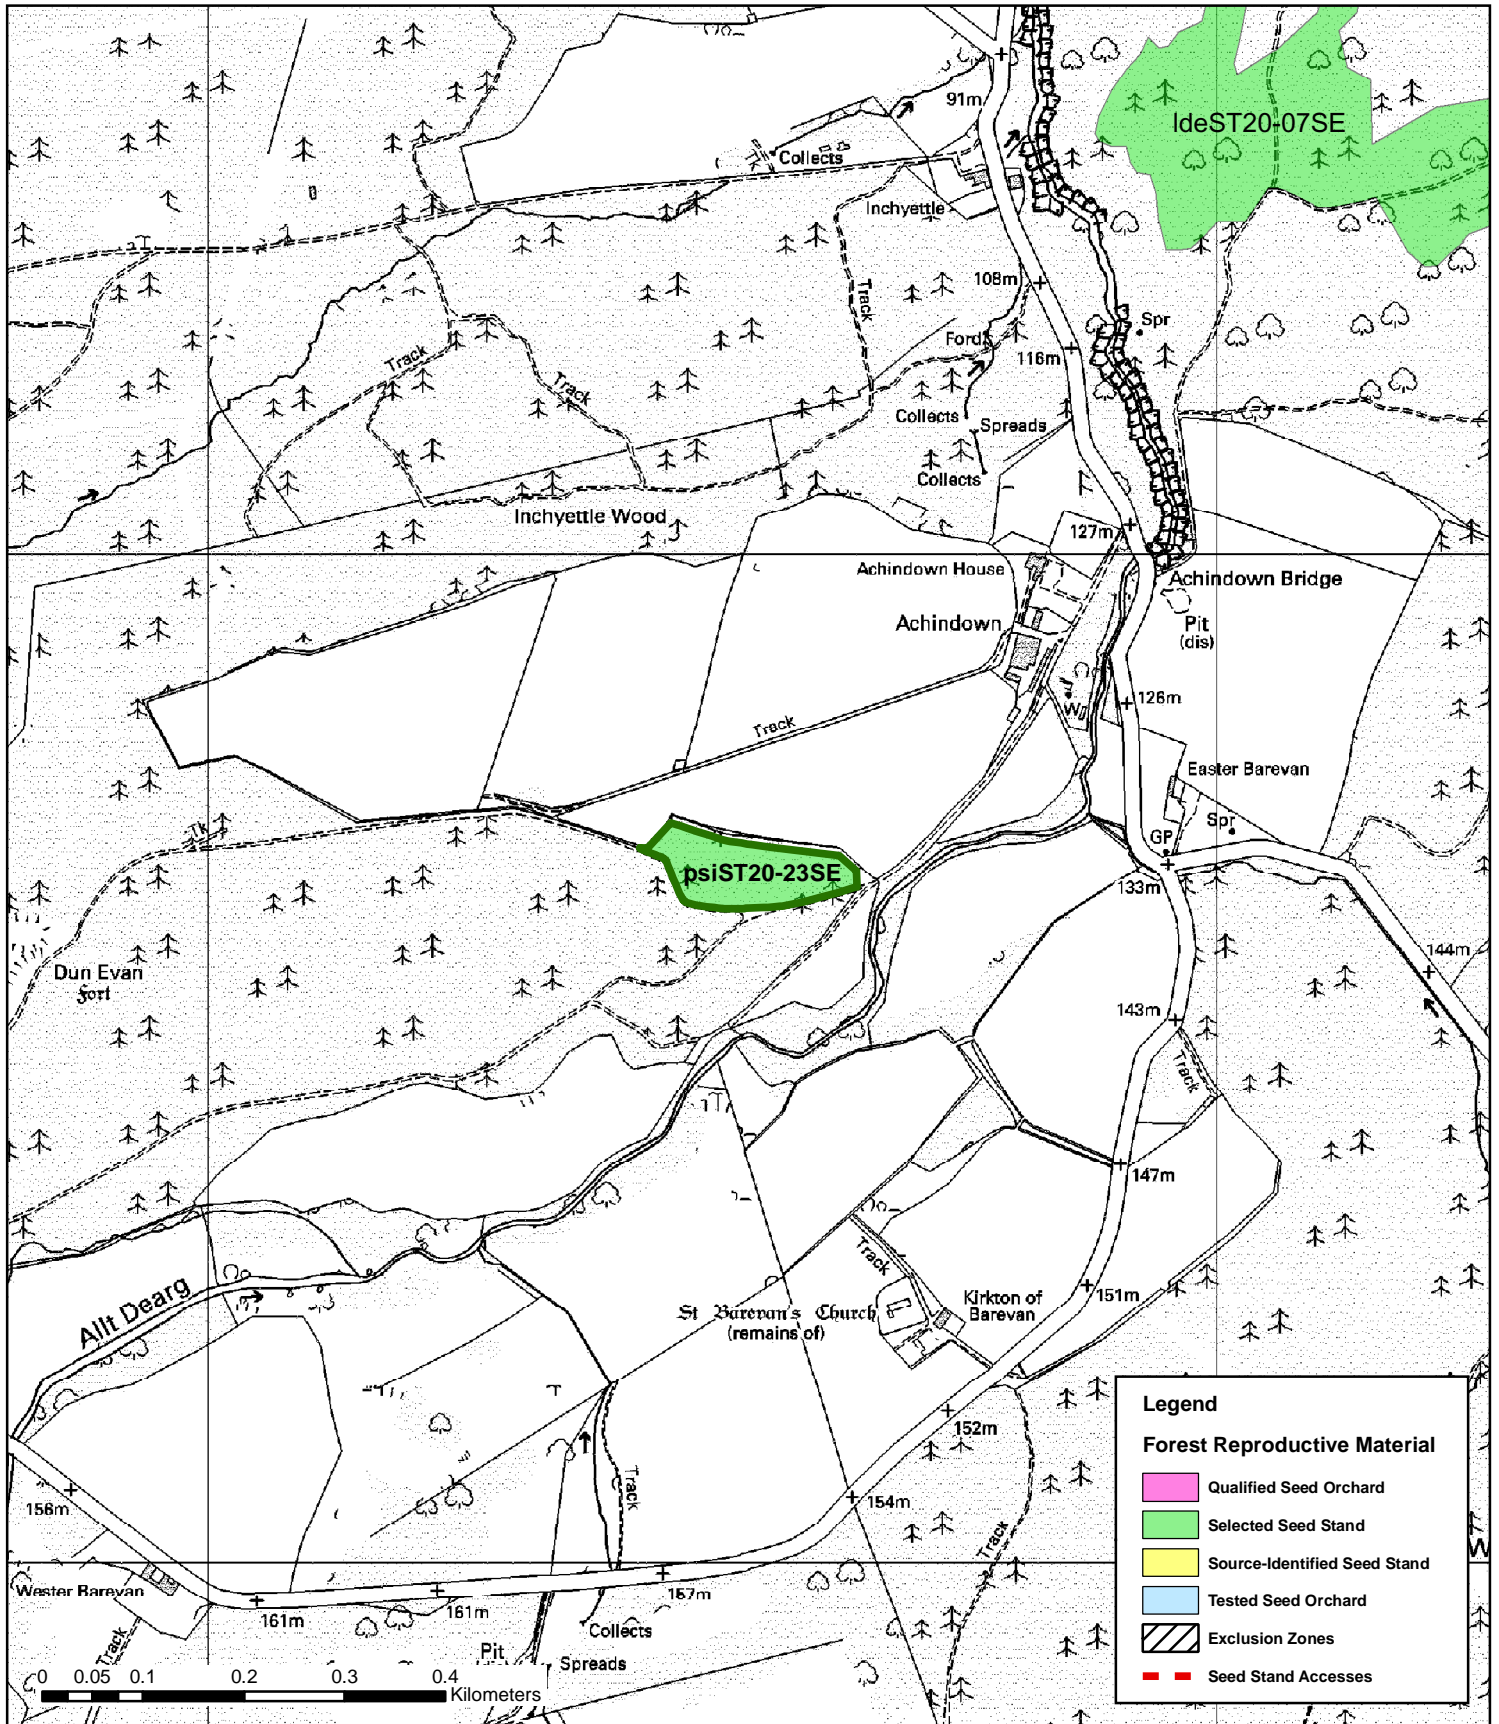 91m
ldeST20-07SE
Collects
Inchyettle
108m
Track
Ford
Spr
116m
Track
Track
Collects
Spreads
Collects
Inchyettle Wood
127m
Achindown House
Achindown Bridge
Achindown
Pit
(dis)
126m
W
Track
Easter Barevan
Spr
Tk
GP
psiST20-23SE
133m
Dun Evan
Fort
144m
143m
Track
147m
Track
Allt Dearg
St Barevan's Church
(remains of)
Kirkton of
Barevan
151m
152m
156m
Track
154m
Track
Wester Barevan
157m
161m
161m
Track
Collects
Pit
Spreads
W
Legend
Forest Reproductive Material
Qualified Seed Orchard
Selected Seed Stand
Source-Identified Seed Stand
Tested Seed Orchard
Exclusion Zones
Seed Stand Accesses
0 0.05 0.1 0.2 0.3 0.4
Kilometers